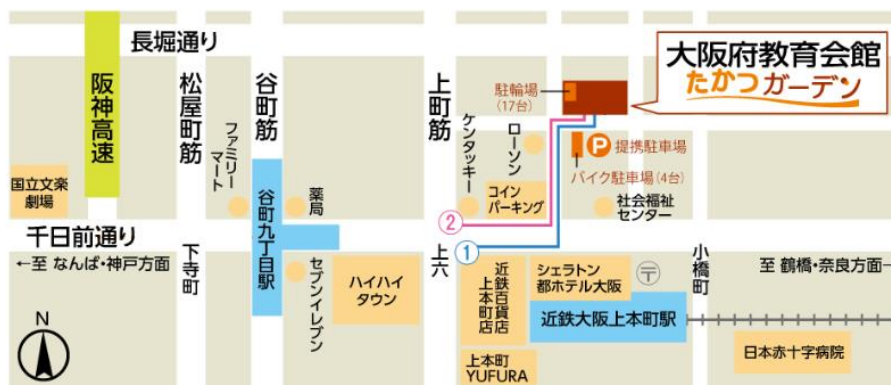 長堀通り
阪神高速
松屋町筋
谷町筋
上町筋
大阪府教育会館
たかつガーデン
駐輪場
(17台)
ファミリー
マート
ケンタッキー
ローソン
P 提携駐車場
バイク駐車場(4台)
国立文楽
劇場
谷町九丁目駅
薬局
コイン
パーキング
社会福祉
センター
②
千日前通り
①
←至 なんば・神戸方面
下寺町
セブンイレブン
ハイハイ
タウン
上六
近鉄百貨店
上本町店
シェラトン
都ホテル大阪
〒
小橋町
至 鶴橋・奈良方面→
近鉄大阪上本町駅
N
上本町
YUFURA
日本赤十字病院